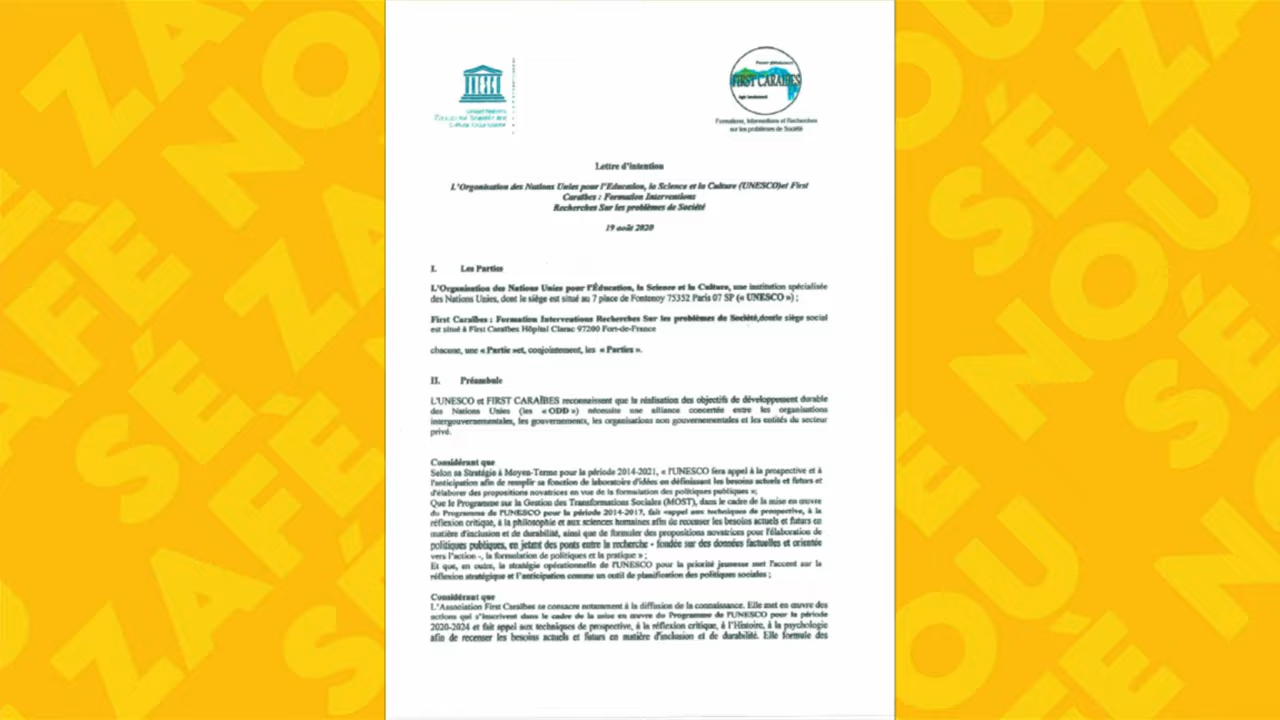 FIRST CARAÏBES
Formations, Interventions et Recherches
sur les problèmes de Société
Lettre d'intention
L'Organisation des Nations Unies pour l'Education, la Science et la Culture (UNESCO)et First
Caraïbes : Formation Interventions
Recherches Sur les problèmes de Société
19 août 2020
I. Les Parties
L'Organisation des Nations Unies pour l'Éducation, la Science et la Culture, une institution spécialisée
des Nations Unies, dont le siège est situé au 7 place de Fontenoy 75352 Paris 07 SP (« UNESCO ») ;
First Caraïbes : Formation Interventions Recherches Sur les problèmes de Société,dontle siège social
est situé à First Caraïbes Hôpital Clarac 97200 Fort-de-France
chacune, une « Partie »et, conjointement, les « Parties ».
II. Préambule
L'UNESCO et FIRST CARAÏBES reconnaissent que la réalisation des objectifs de développement durable
des Nations Unies (les « ODD ») nécessite une alliance concertée entre les organisations
intergouvernementales, les gouvernements, les organisations non gouvernementales et les entités du secteur
privé.
Considérant que
Selon sa Stratégie à Moyen-Terme pour la période 2014-2021, « l'UNESCO fera appel à la prospective et à
l'anticipation afin de remplir sa fonction de laboratoire d'idées en définissant les besoins actuels et futurs et
d'élaborer des propositions novatrices en vue de la formulation des politiques publiques »;
Que le Programme sur la Gestion des Transformations Sociales (MOST), dans le cadre de la mise en œuvre
du Programme de l'UNESCO pour la période 2014-2017, fait «appel aux techniques de prospective, à la
réflexion critique, à la philosophie et aux sciences humaines afin de recenser les besoins actuels et futurs en
matière d'inclusion et de durabilité, ainsi que de formuler des propositions novatrices pour l'élaboration de
politiques publiques, en jetant des ponts entre la recherche - fondée sur des données factuelles et orientée
vers l'action -, la formulation de politiques et la pratique » ;
Et que, en outre, la stratégie opérationnelle de l'UNESCO pour la priorité jeunesse met l'accent sur la
réflexion stratégique et l'anticipation comme un outil de planification des politiques sociales ;
Considérant que
L'Association First Caraïbes se consacre notamment à la diffusion de la connaissance. Elle met en œuvre des
actions qui s'inscrivent dans le cadre de la mise en œuvre du Programme de l'UNESCO pour la période
2020-2024 et fait appel aux techniques de prospective, à la réflexion critique, à l'Histoire, à la psychologie
afin de recenser les besoins actuels et futurs en matière d'inclusion et de durabilité. Elle formule des
ZAFÈ NOU
SÉ ZAFÈ